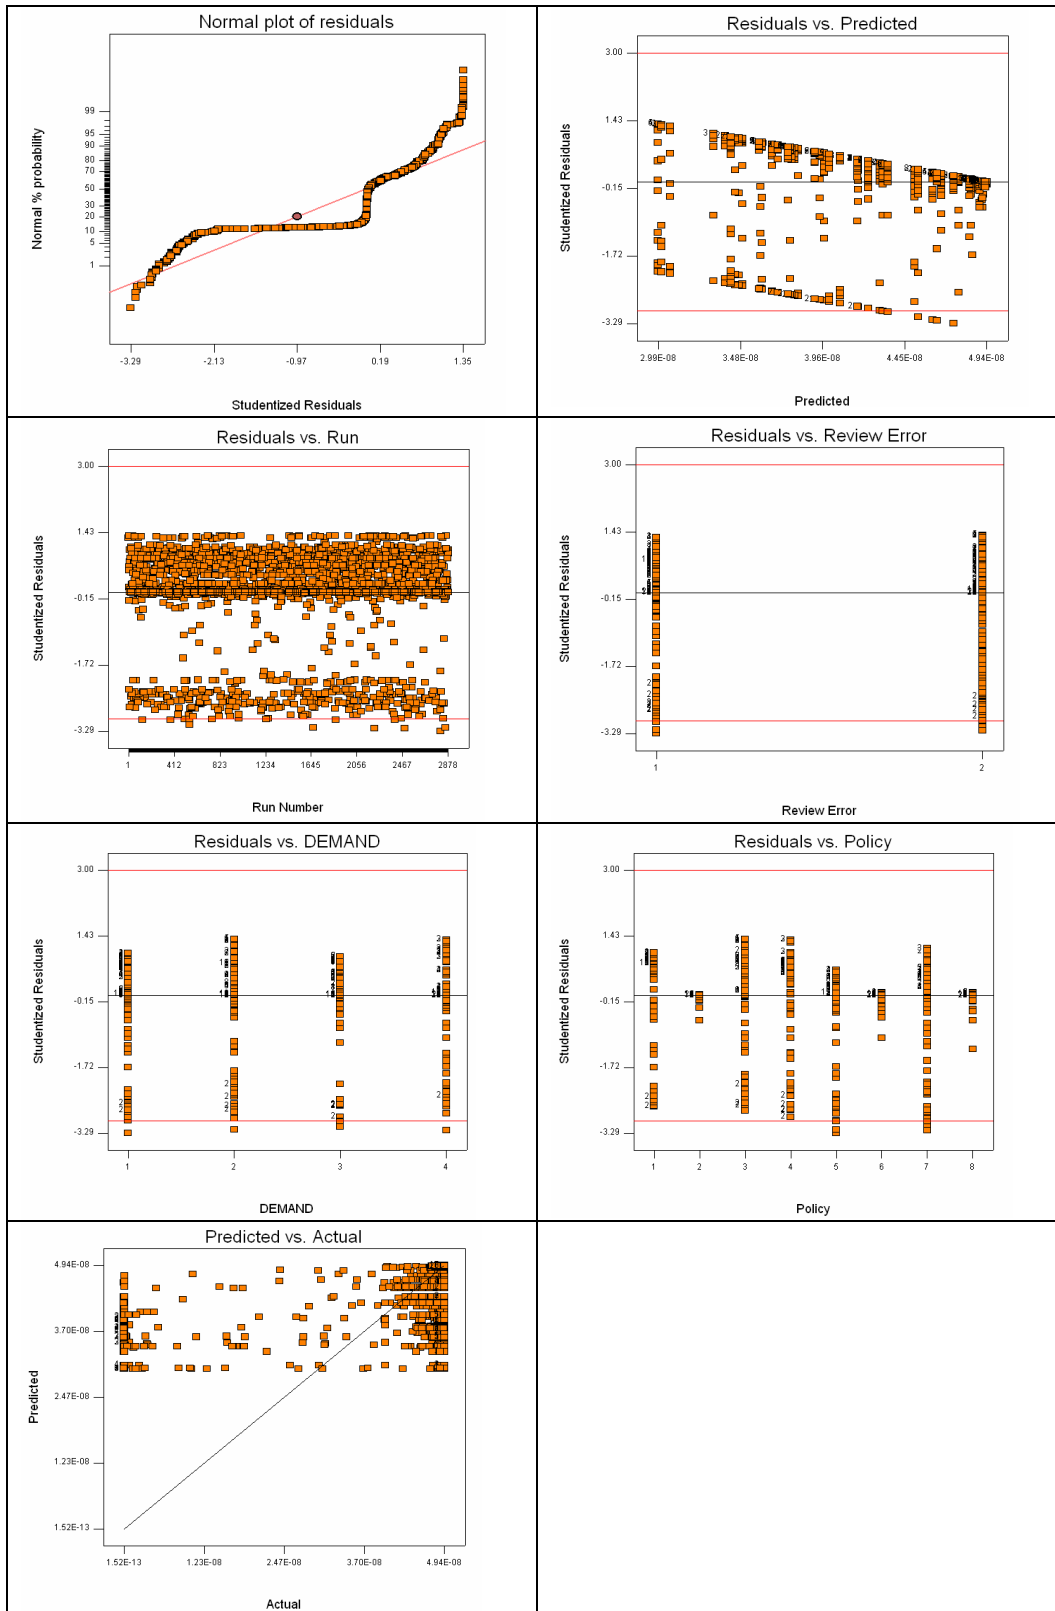 Normal plot of residuals
Normal % probability
99
95
90
80
70
50
30
20
10
5
1
-3.29
-2.13
-0.97
0.19
1.35
Studentized Residuals
Residuals vs. Predicted
Studentized Residuals
3.00
1.43
-0.15
-1.72
-3.29
2.99E-08
3.48E-08
3.96E-08
4.45E-08
4.94E-08
Predicted
Residuals vs. Run
Studentized Residuals
3.00
1.43
-0.15
-1.72
-3.29
1
412
823
1234
1645
2056
2467
2878
Run Number
Residuals vs. Review Error
Studentized Residuals
3.00
1.43
-0.15
-1.72
-3.29
1
2
Review Error
Residuals vs. DEMAND
Studentized Residuals
3.00
1.43
-0.15
-1.72
-3.29
1
2
3
4
DEMAND
Residuals vs. Policy
Studentized Residuals
3.00
1.43
-0.15
-1.72
-3.29
1
2
3
4
5
6
7
8
Policy
Predicted vs. Actual
Predicted
4.94E-08
3.70E-08
2.47E-08
1.23E-08
1.52E-13
1.52E-13
1.23E-08
2.47E-08
3.70E-08
4.94E-08
Actual